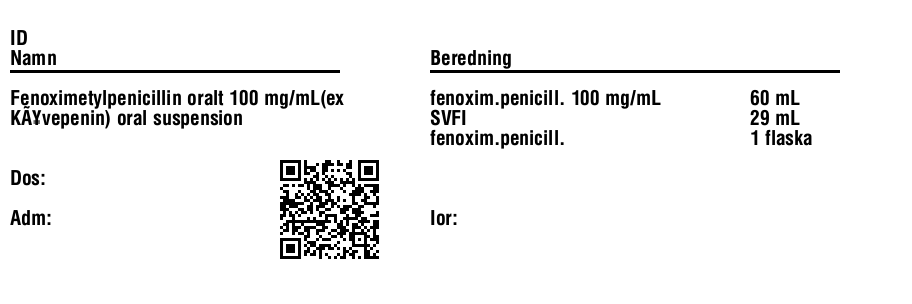 ID
Namn
Beredning
Fenoximetylpenicillin oralt 100 mg/mL(ex
KÃ¥vepenin) oral suspension
fenoxim.penicill. 100 mg/mL 60 mL
SVFI 29 mL
fenoxim.penicill. 1 flaska
Dos:
Adm:
Ior: